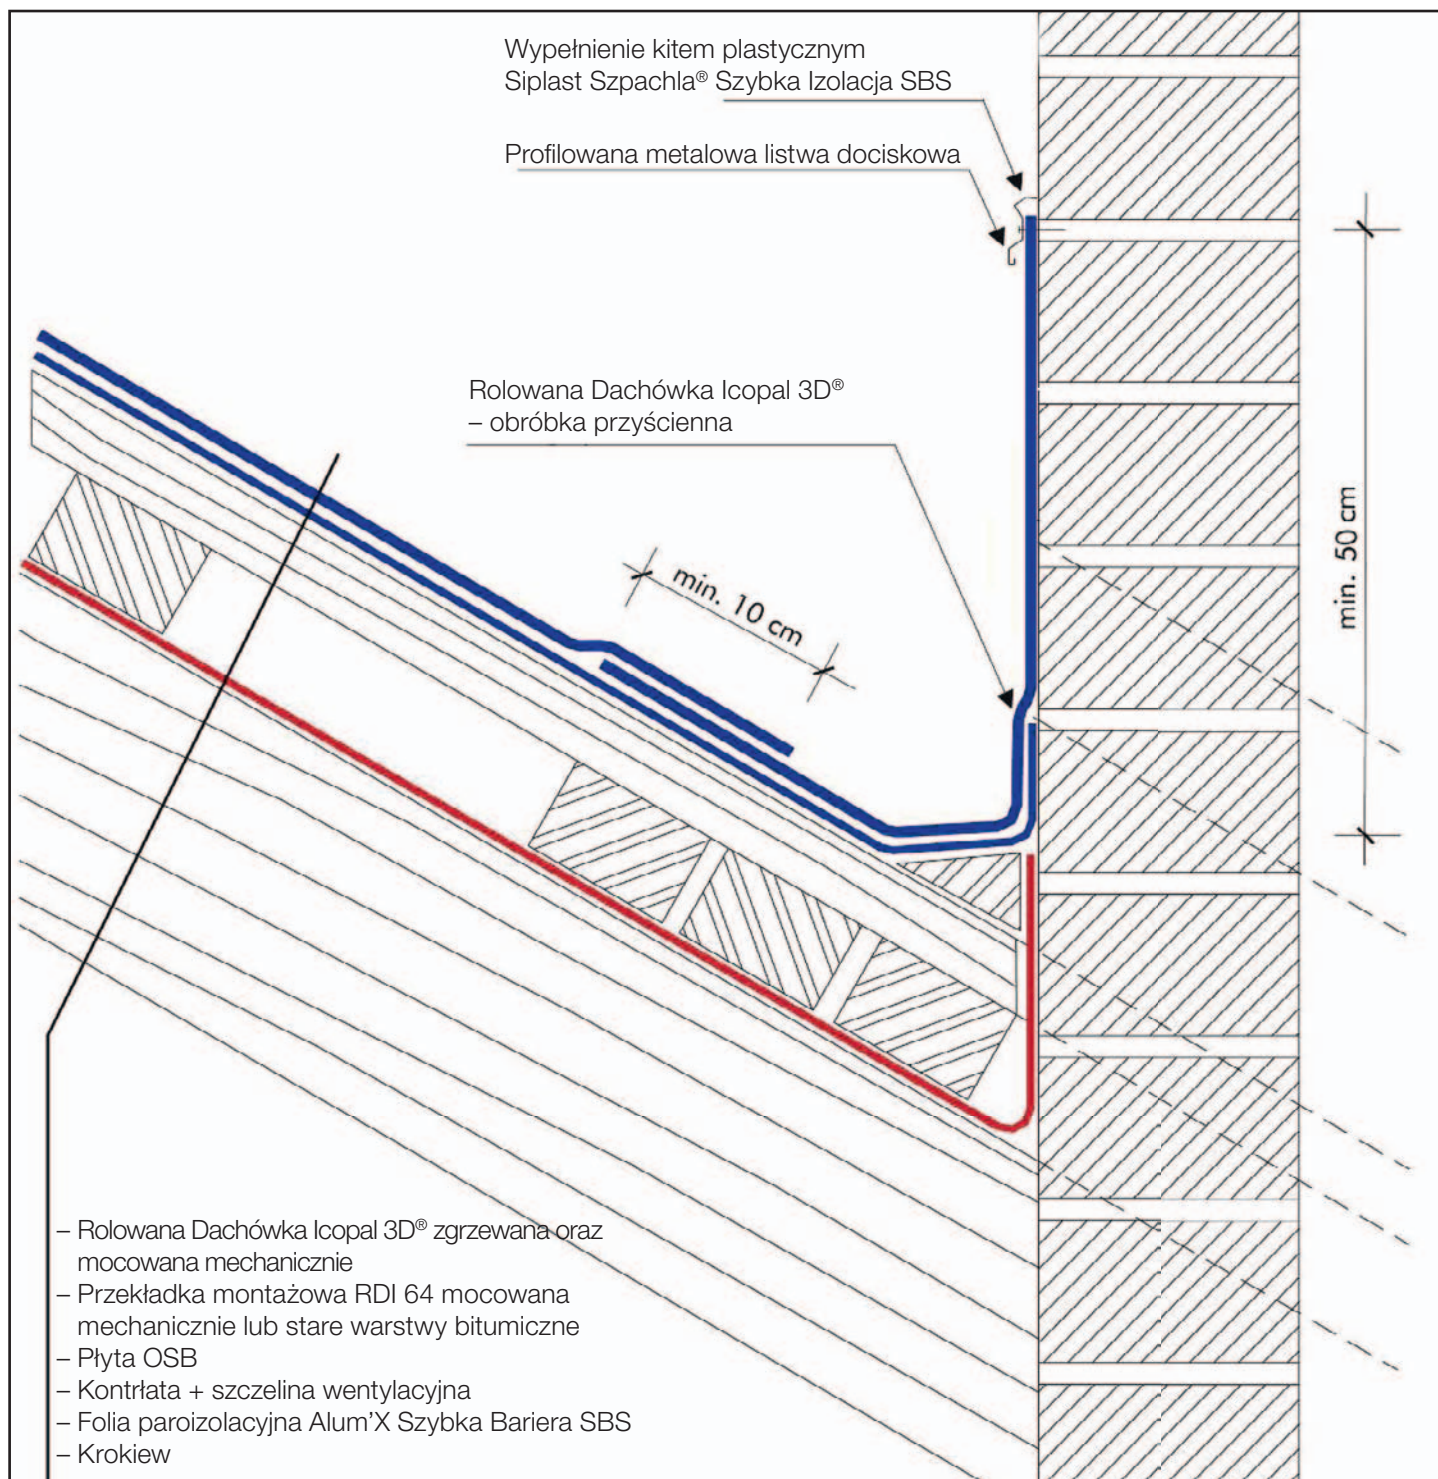 Wypełnienie kitem plastycznym
Siplast Szpachla® Szybka Izolacja SBS
Profilowana metalowa listwa dociskowa
Rolowana Dachówka Icopal 3D®
– obróbka przyścienna
min. 10 cm
min. 50 cm
– Rolowana Dachówka Icopal 3D® zgrzewana oraz
mocowana mechanicznie
– Przekładka montażowa RDI 64 mocowana
mechanicznie lub stare warstwy bitumiczne
– Płyta OSB
– Kontrłata + szczelina wentylacyjna
– Folia paroizolacyjna Alum’X Szybka Bariera SBS
– Krokiew